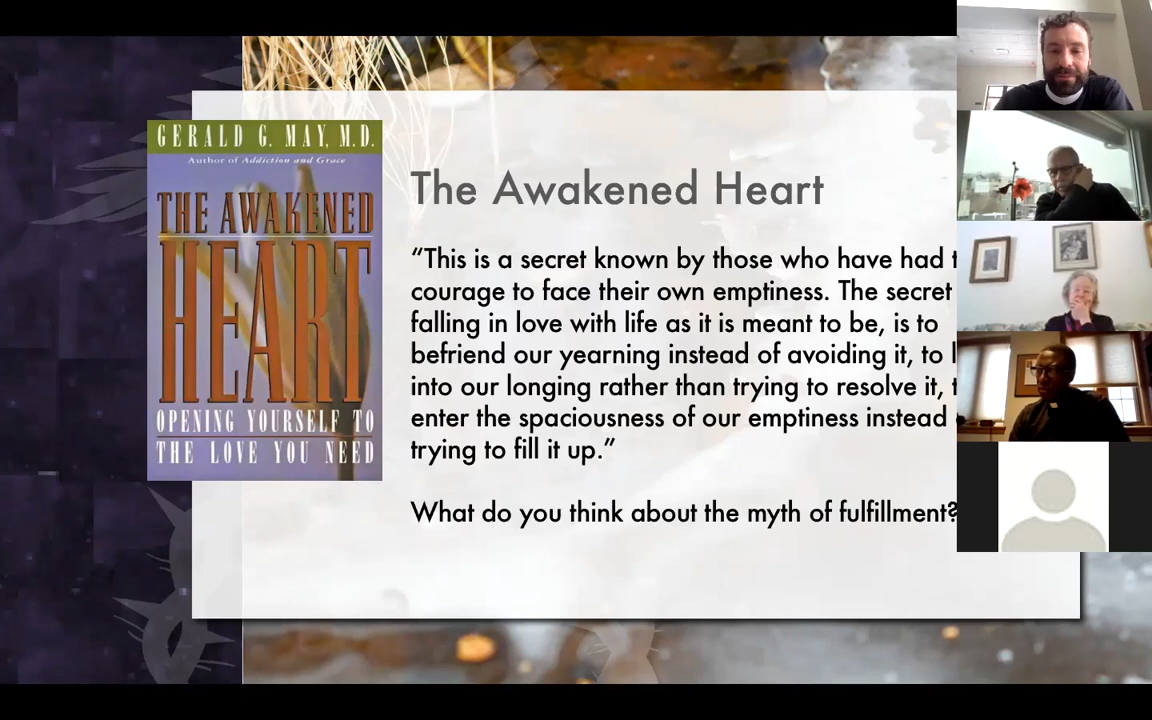 GERALD G. MAY, M.D.
Author of Addiction and Grace
THE AWAKENED
HEART
OPENING YOURSELF TO
THE LOVE YOU NEED
The Awakened Heart
“This is a secret known by those who have had
courage to face their own emptiness. The secret
falling in love with life as it is meant to be, is to
befriend our yearning instead of avoiding it, to
into our longing rather than trying to resolve it,
enter the spaciousness of our emptiness instead
trying to fill it up.”
What do you think about the myth of fulfillment?